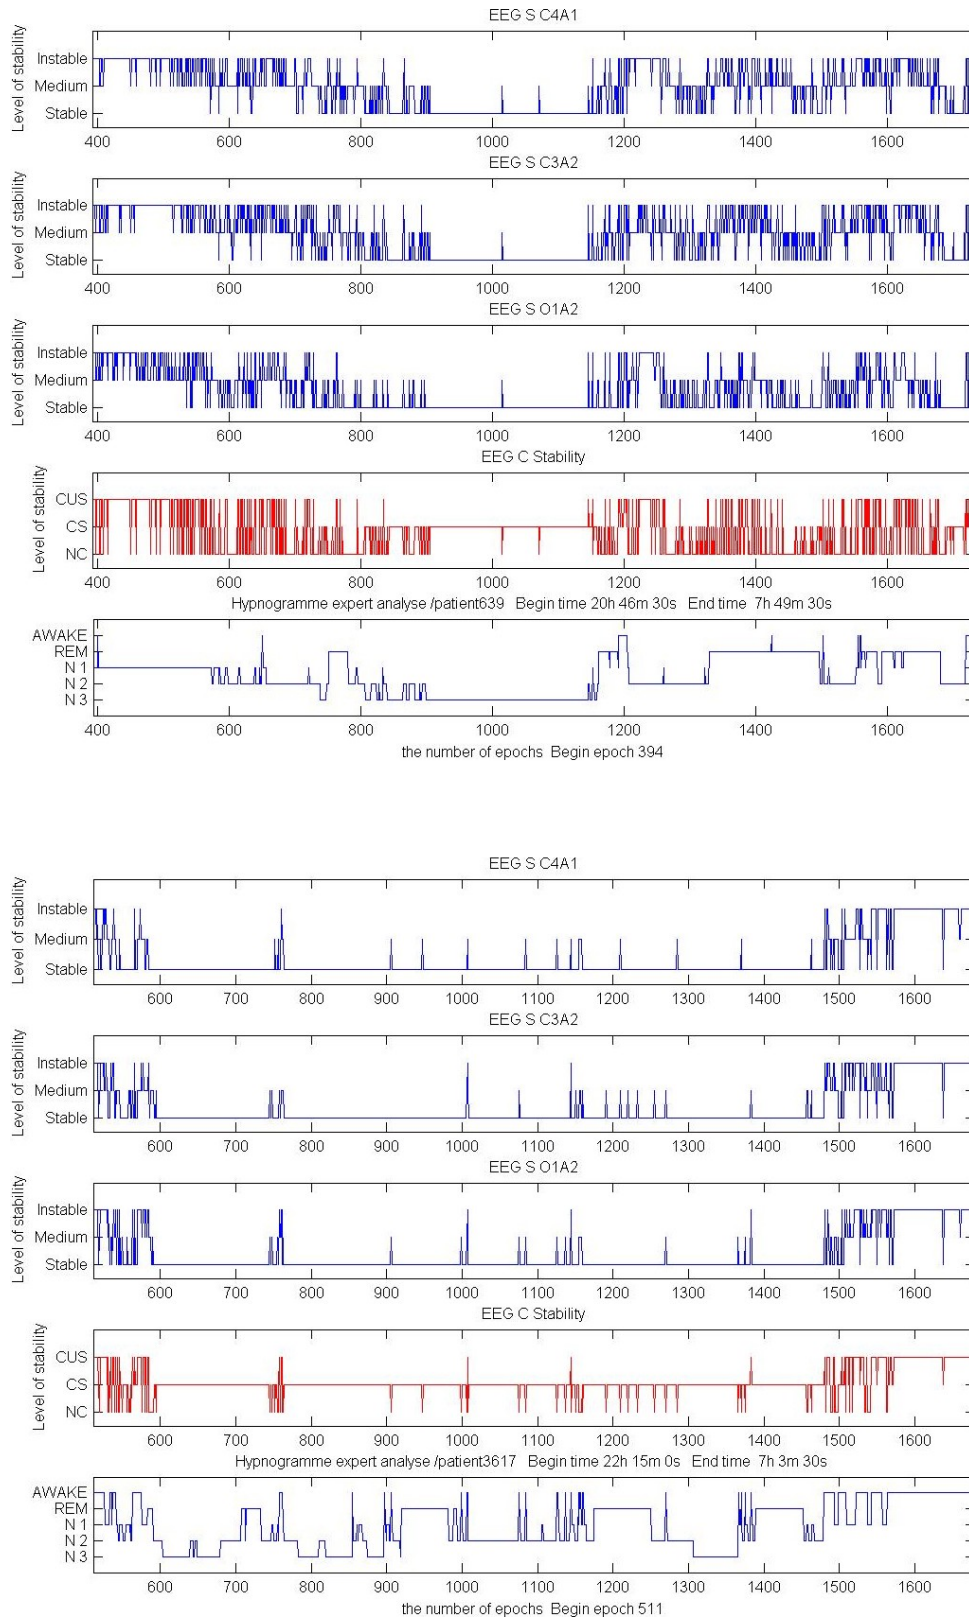 EEG S C4A1
Level of stability
Instable
Medium
Stable
400 600 800 1000 1200 1400 1600
EEG S C3A2
Level of stability
Instable
Medium
Stable
400 600 800 1000 1200 1400 1600
EEG S O1A2
Level of stability
Instable
Medium
Stable
400 600 800 1000 1200 1400 1600
EEG C Stability
Level of stability
CUS
CS
NC
400 600 800 1000 1200 1400 1600
Hypnogramme expert analyse /patient639 Begin time 20h 46m 30s End time 7h 49m 30s
AWAKE
REM
N 1
N 2
N 3
400 600 800 1000 1200 1400 1600
the number of epochs Begin epoch 394
EEG S C4A1
Level of stability
Instable
Medium
Stable
600 700 800 900 1000 1100 1200 1300 1400 1500 1600
EEG S C3A2
Level of stability
Instable
Medium
Stable
600 700 800 900 1000 1100 1200 1300 1400 1500 1600
EEG S O1A2
Level of stability
Instable
Medium
Stable
600 700 800 900 1000 1100 1200 1300 1400 1500 1600
EEG C Stability
Level of stability
CUS
CS
NC
600 700 800 900 1000 1100 1200 1300 1400 1500 1600
Hypnogramme expert analyse /patient3617 Begin time 22h 15m 0s End time 7h 3m 30s
AWAKE
REM
N 1
N 2
N 3
600 700 800 900 1000 1100 1200 1300 1400 1500 1600
the number of epochs Begin epoch 511